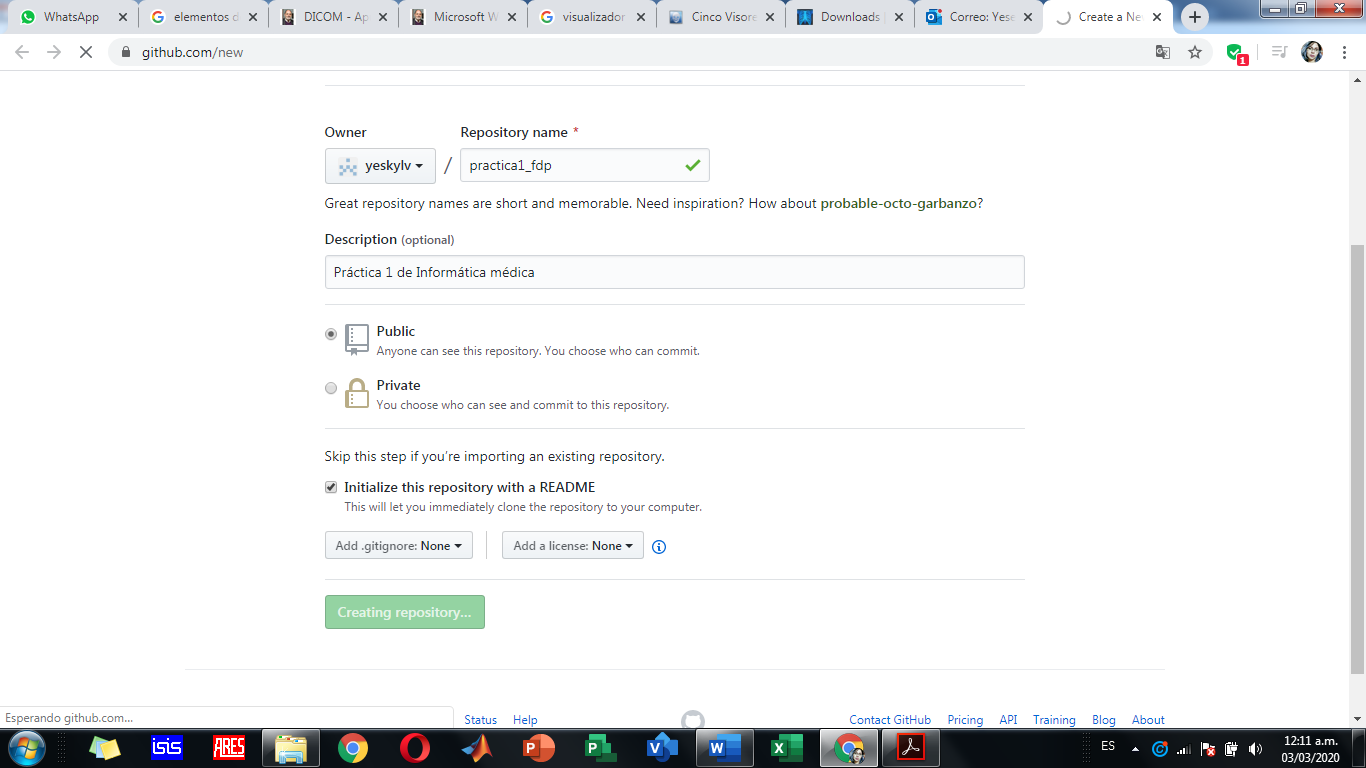 WhatsApp
elementos d
DICOM - Ap
Microsoft W
visualizador
Cinco Visore
Downloads
Correo: Yese
Create a Ne
github.com/new
1
Owner
Repository name *
yeskylv
/
practica1_fdp
Great repository names are short and memorable. Need inspiration? How about probable-octo-garbanzo?
Description (optional)
Práctica 1 de Informática médica
Public
Anyone can see this repository. You choose who can commit.
Private
You choose who can see and commit to this repository.
Skip this step if you're importing an existing repository.
Initialize this repository with a README
This will let you immediately clone the repository to your computer.
Add .gitignore: None
Add a license: None
Creating repository...
Esperando github.com...
Status
Help
Contact GitHub
Pricing
API
Training
Blog
About
isis
ARES
ES
12:11 a.m.
03/03/2020